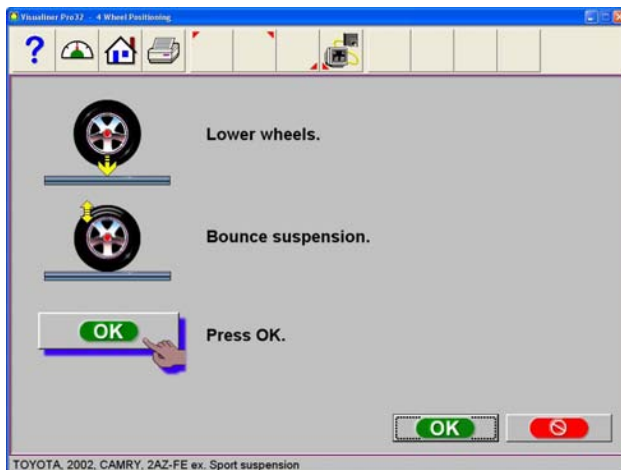 Visualiner Pro32 - 4 Wheel Positioning
?
Lower wheels.
Bounce suspension.
OK
Press OK.
OK
TOYOTA, 2002, CAMRY, 2AZ-FE ex. Sport suspension